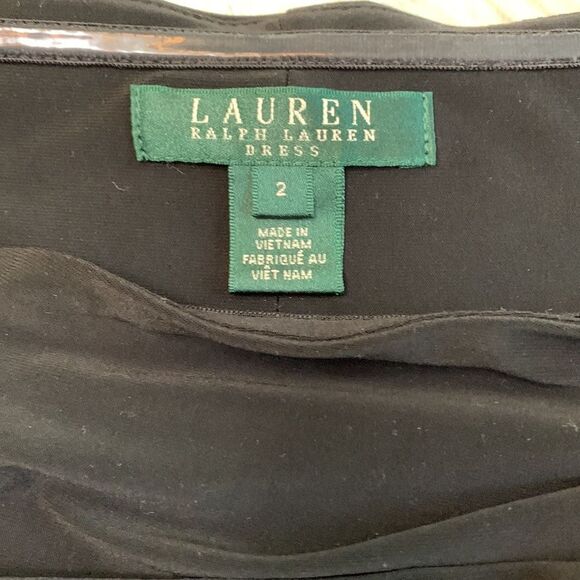 LAUREN
RALPH LAUREN
DRESS
2
MADE IN
VIETNAM
FABRIQUÉ AU
VIÊT NAM